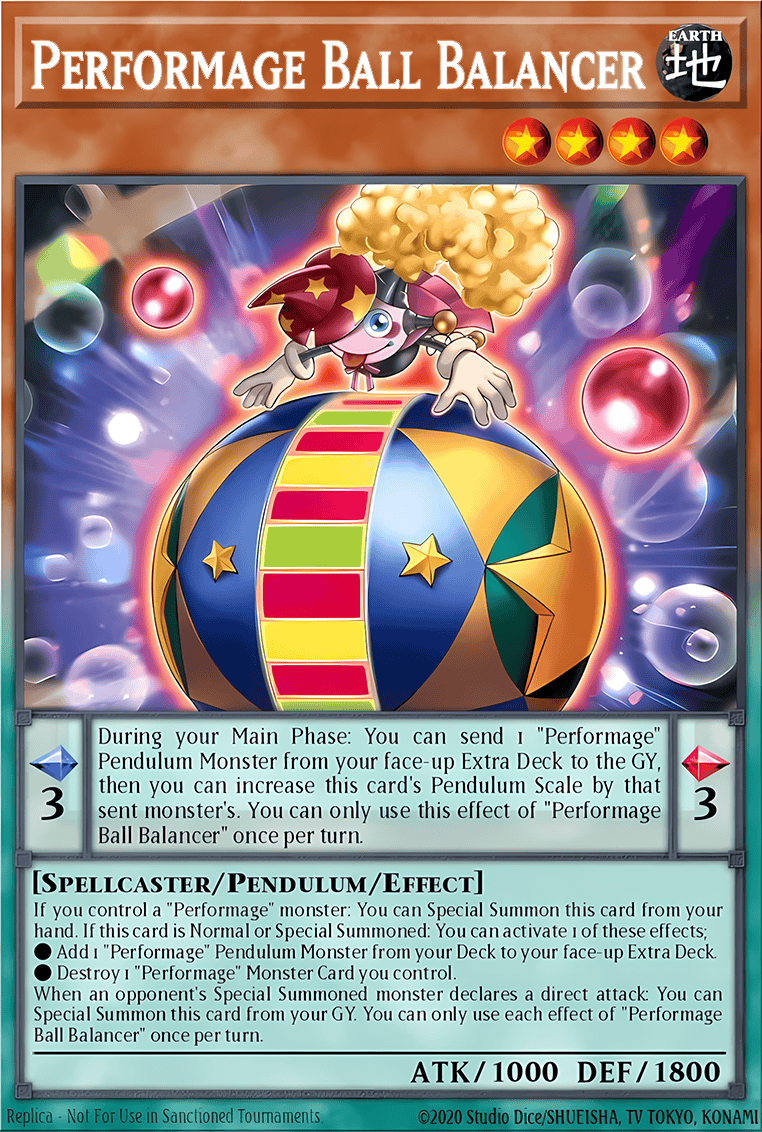 PERFORMAGE BALL BALANCER
EARTH
地
During your Main Phase: You can send 1 "Performage"
Pendulum Monster from your face-up Extra Deck to the GY,
then you can increase this card's Pendulum Scale by that
sent monster's. You can only use this effect of "Performage
Ball Balancer" once per turn.
3
3
[SPELLCASTER/PENDULUM/EFFECT]
If you control a "Performage" monster: You can Special Summon this card from your
hand. If this card is Normal or Special Summoned: You can activate 1 of these effects;
● Add 1 "Performage" Pendulum Monster from your Deck to your face-up Extra Deck.
● Destroy 1 "Performage" Monster Card you control.
When an opponent's Special Summoned monster declares a direct attack: You can
Special Summon this card from your GY. You can only use each effect of "Performage
Ball Balancer" once per turn.
ATK/1000 DEF/1800
Replica - Not For Use in Sanctioned Tournaments.
©2020 Studio Dice/SHUEISHA, TV TOKYO, KONAMI